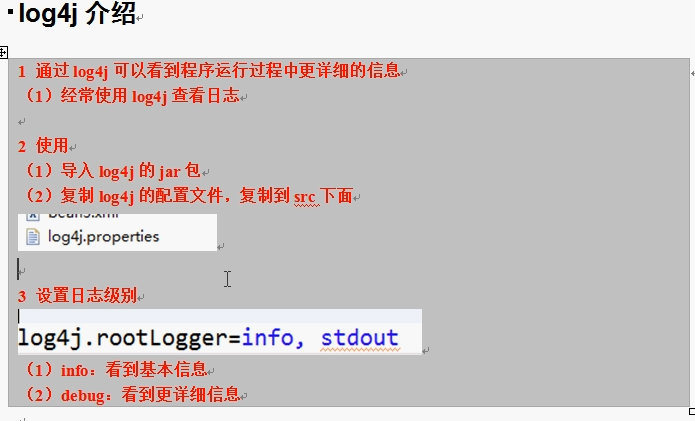 log4j 介绍
1 通过 log4j 可以看到程序运行过程中更详细的信息
（1）经常使用 log4j 查看日志
2 使用
（1）导入 log4j 的 jar 包
（2）复制 log4j 的配置文件，复制到 src 下面
log4j.properties
3 设置日志级别
log4j.rootLogger=info, stdout
（1）info：看到基本信息
（2）debug：看到更详细信息